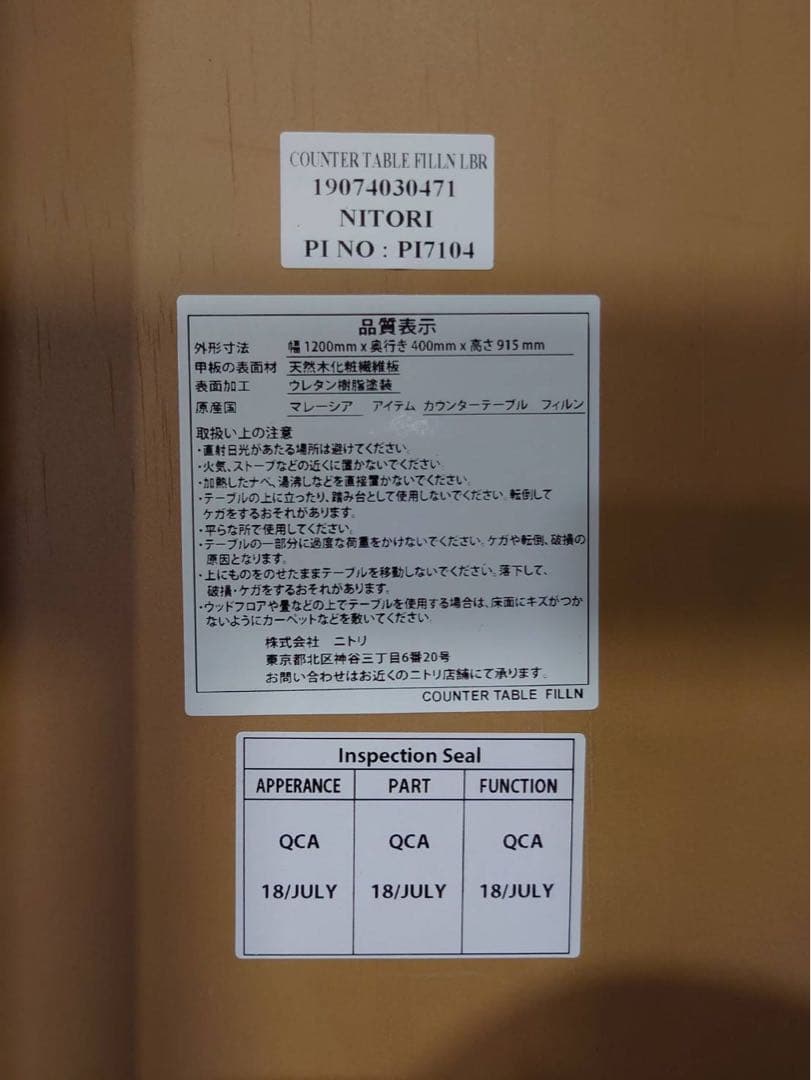 COUNTER TABLE FILLN LBR
19074030471
NITORI
PI NO : PI7104
品質表示
外形寸法 幅1200mm x 奥行き 400mm x 高さ 915 mm
甲板の表面材 天然木化粧繊維板
表面加工 ウレタン樹脂塗装
原産国 マレーシア アイテム カウンターテーブル フィルン
取扱い上の注意
・直射日光があたる場所は避けてください。
・火気、ストーブなどの近くに置かないでください。
・加熱したナベ、湯沸しなどを直接置かないでください。
・テーブルの上に立ったり、踏み台として使用しないでください。転倒して
ケガをするおそれがあります。
・平らな所で使用してください。
・テーブルの一部分に過度な荷重をかけないでください。ケガや転倒、破損の
原因となります。
・上にものをのせたままテーブルを移動しないでください。落下して、
破損・ケガをするおそれがあります。
・ウッドフロアや畳などの上でテーブルを使用する場合は、床面にキズがつか
ないようにカーペットなどを敷いてください。
株式会社 ニトリ
東京都北区神谷三丁目6番20号
お問い合わせはお近くのニトリ店舗にて承ります。
COUNTER TABLE FILLN
Inspection Seal
APPERANCE PART FUNCTION
QCA QCA QCA
18/JULY 18/JULY 18/JULY